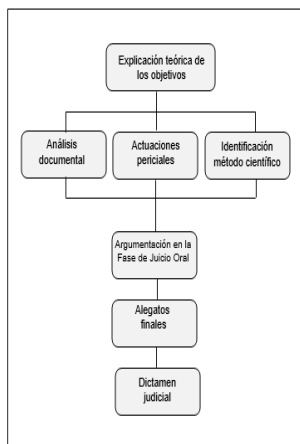 Explicación teórica de
los objetivos
Análisis
documental
Actuaciones
periciales
Identificación
método científico
Argumentación en la
Fase de Juicio Oral
Alegatos
finales
Dictamen
judicial